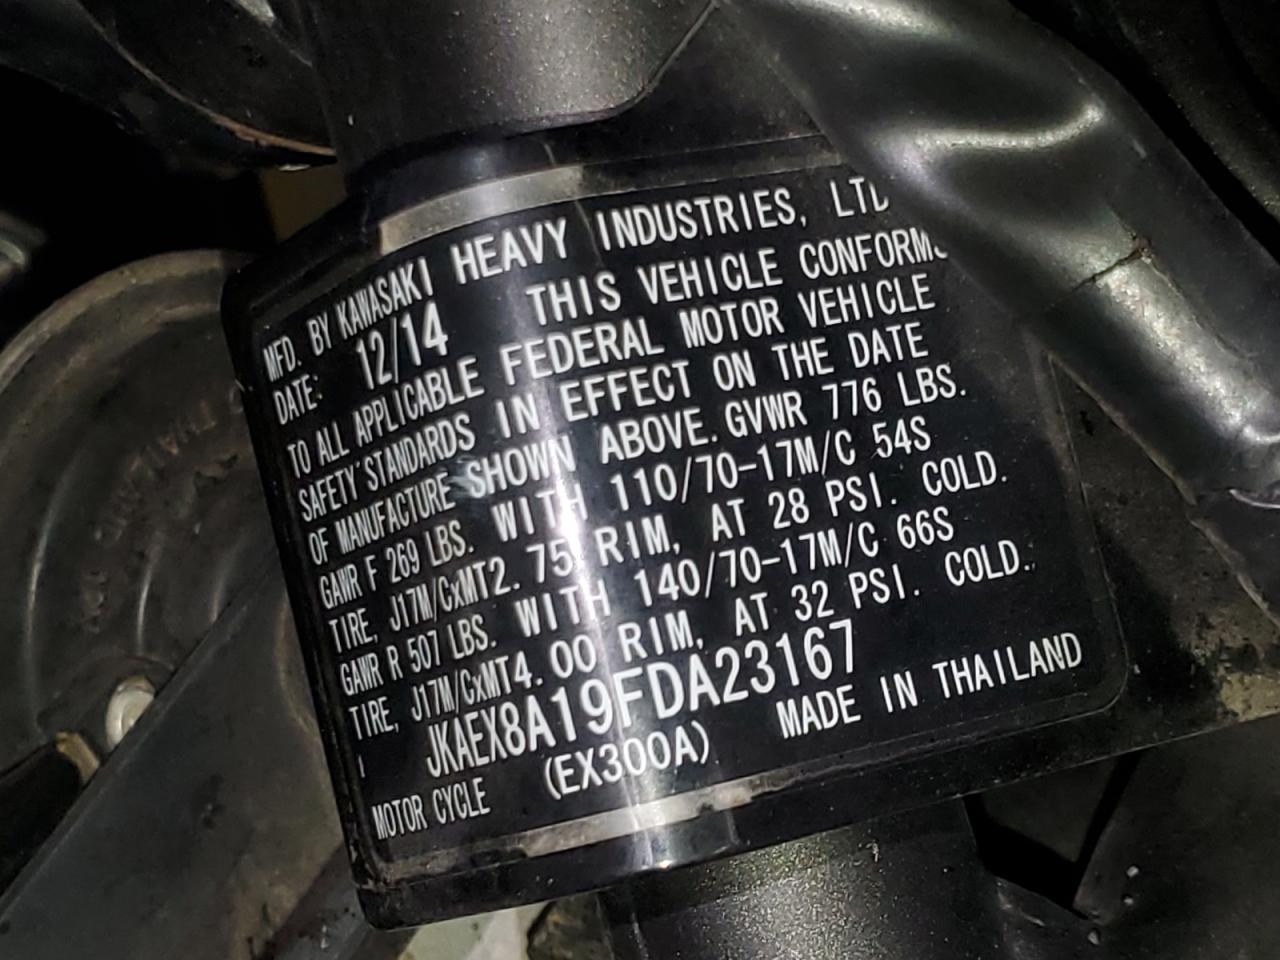 MFD. BY KAWASAKI HEAVY INDUSTRIES, LTD
DATE: 12/14 THIS VEHICLE CONFORMS
TO ALL APPLICABLE FEDERAL MOTOR VEHICLE
SAFETY STANDARDS IN EFFECT ON THE DATE
OF MANUFACTURE SHOWN ABOVE. GVWR 776 LBS.
GAWR F 269 LBS. WITH 110/70-17M/C 54S
TIRE, J17M/CxMT2. 75 RIM, AT 28 PSI. COLD.
GAWR R 507 LBS. WITH 140/70-17M/C 66S
TIRE, J17M/CxMT4. 00 RIM, AT 32 PSI. COLD.
JKAEX8A19FDA23167
MOTOR CYCLE (EX300A) MADE IN THAILAND